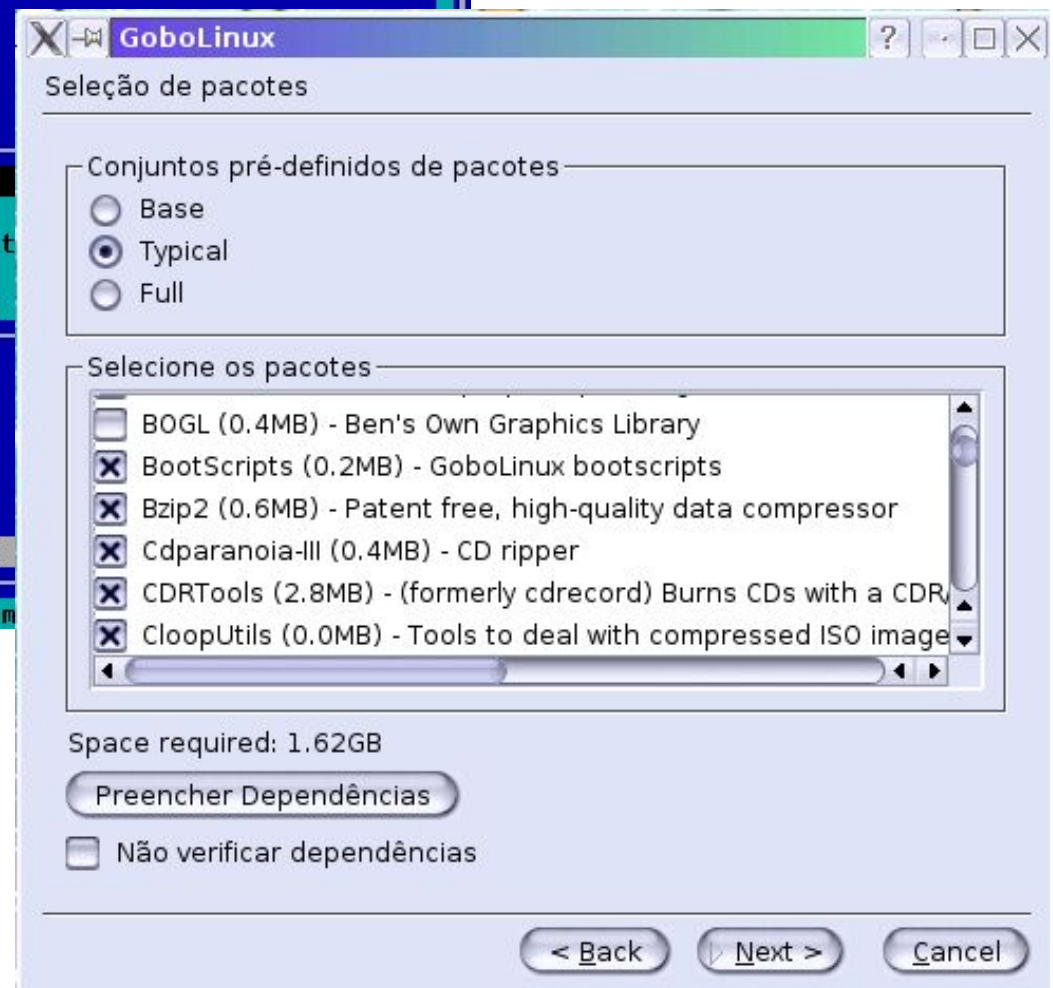 GoboLinux
Seleção de pacotes
Conjuntos pré-definidos de pacotes
Base
Typical
Full
Selecione os pacotes
BOGL (0.4MB) - Ben's Own Graphics Library
BootScripts (0.2MB) - GoboLinux bootscripts
Bzip2 (0.6MB) - Patent free, high-quality data compressor
Cdparanoia-III (0.4MB) - CD ripper
CDRTools (2.8MB) - (formerly cdrecord) Burns CDs with a CDR/
CloopUtils (0.0MB) - Tools to deal with compressed ISO image
Space required: 1.62GB
Preencher Dependências
Não verificar dependências
< Back
Next >
Cancel